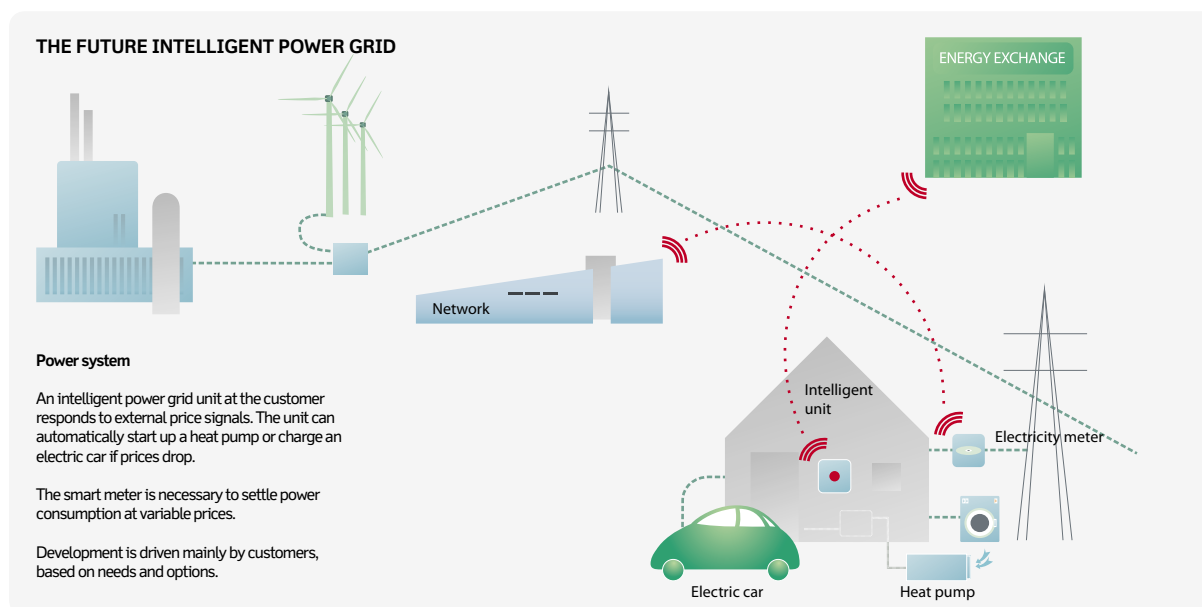 THE FUTURE INTELLIGENT POWER GRID
ENERGY EXCHANGE
Network
Power system
An intelligent power grid unit at the customer
responds to external price signals. The unit can
automatically start up a heat pump or charge an
electric car if prices drop.
The smart meter is necessary to settle power
consumption at variable prices.
Development is driven mainly by customers,
based on needs and options.
Intelligent
unit
Electricity meter
Electric car
Heat pump